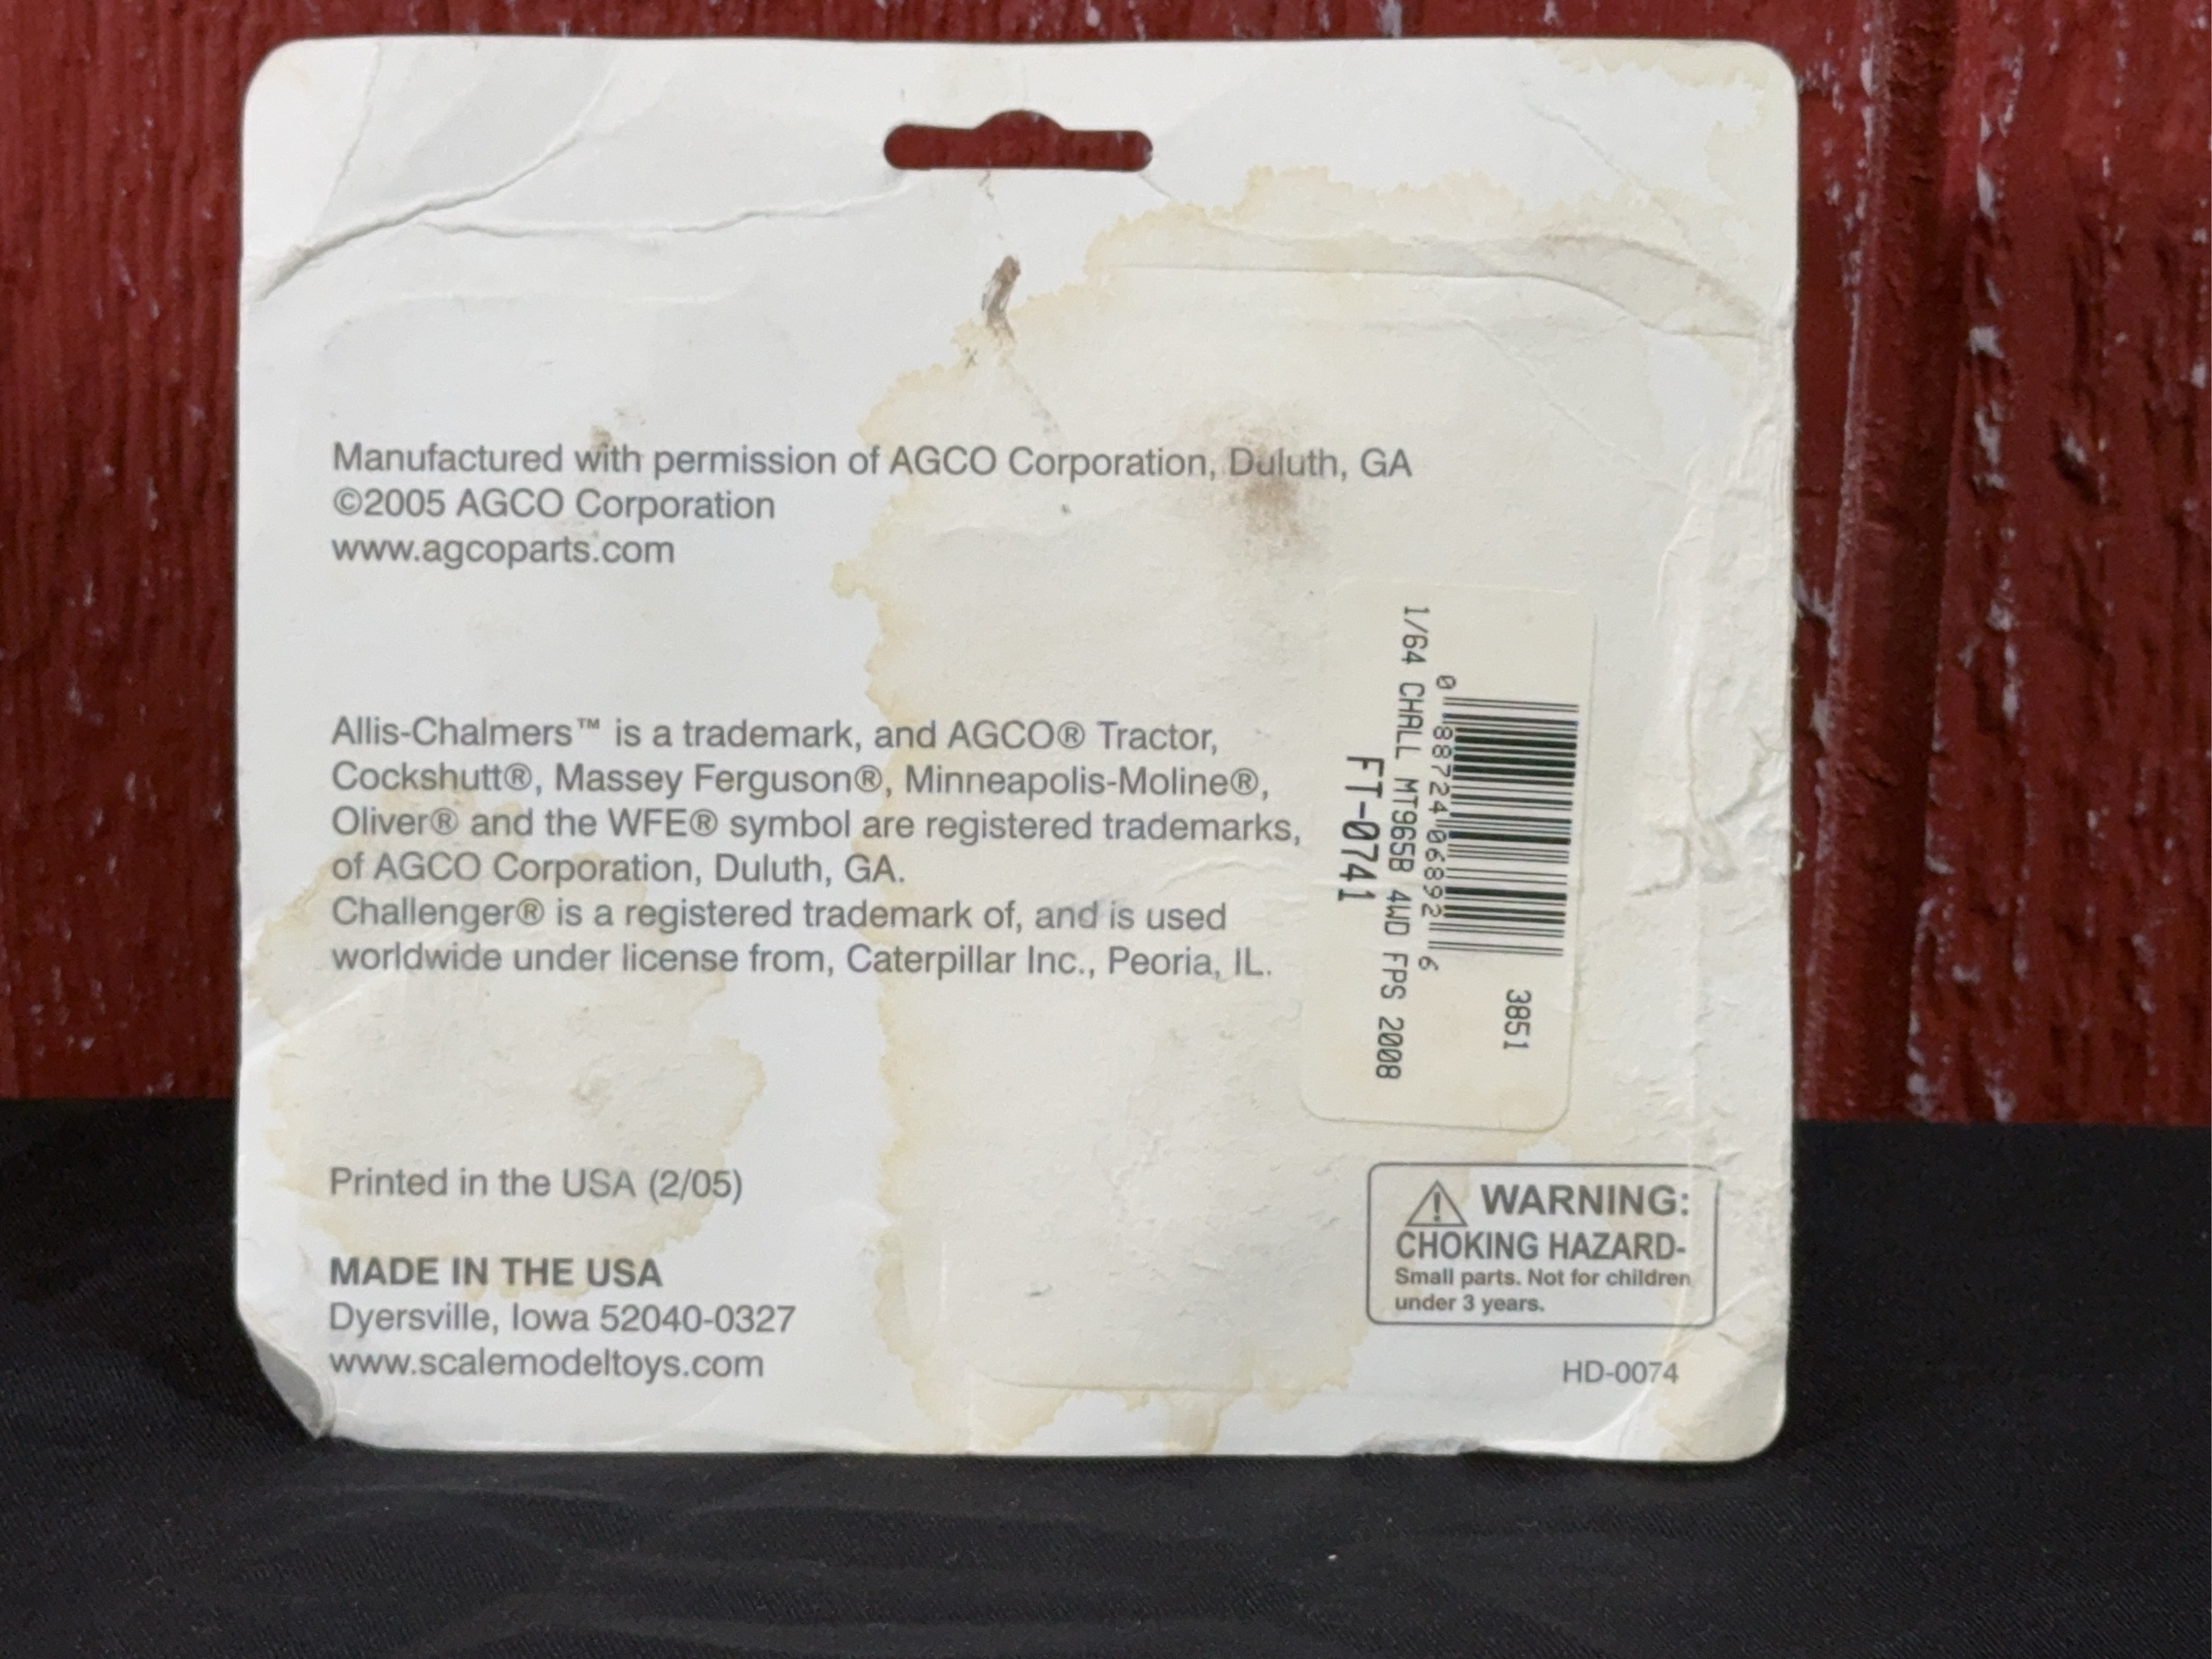 Manufactured with permission of AGCO Corporation, Duluth, GA
©2005 AGCO Corporation
www.agcoparts.com
Allis-Chalmers™ is a trademark, and AGCO® Tractor,
Cockshutt®, Massey Ferguson®, Minneapolis-Moline®,
Oliver® and the WFE® symbol are registered trademarks,
of AGCO Corporation, Duluth, GA.
Challenger® is a registered trademark of, and is used
worldwide under license from, Caterpillar Inc., Peoria, IL.
Printed in the USA (2/05)
MADE IN THE USA
Dyersville, Iowa 52040-0327
www.scalemodeltoys.com
3851
0 88724 06892 6
1/64 CHALL MT965B 4WD FPS 2008
FT-0741
WARNING:
CHOKING HAZARD-
Small parts. Not for children
under 3 years.
HD-0074